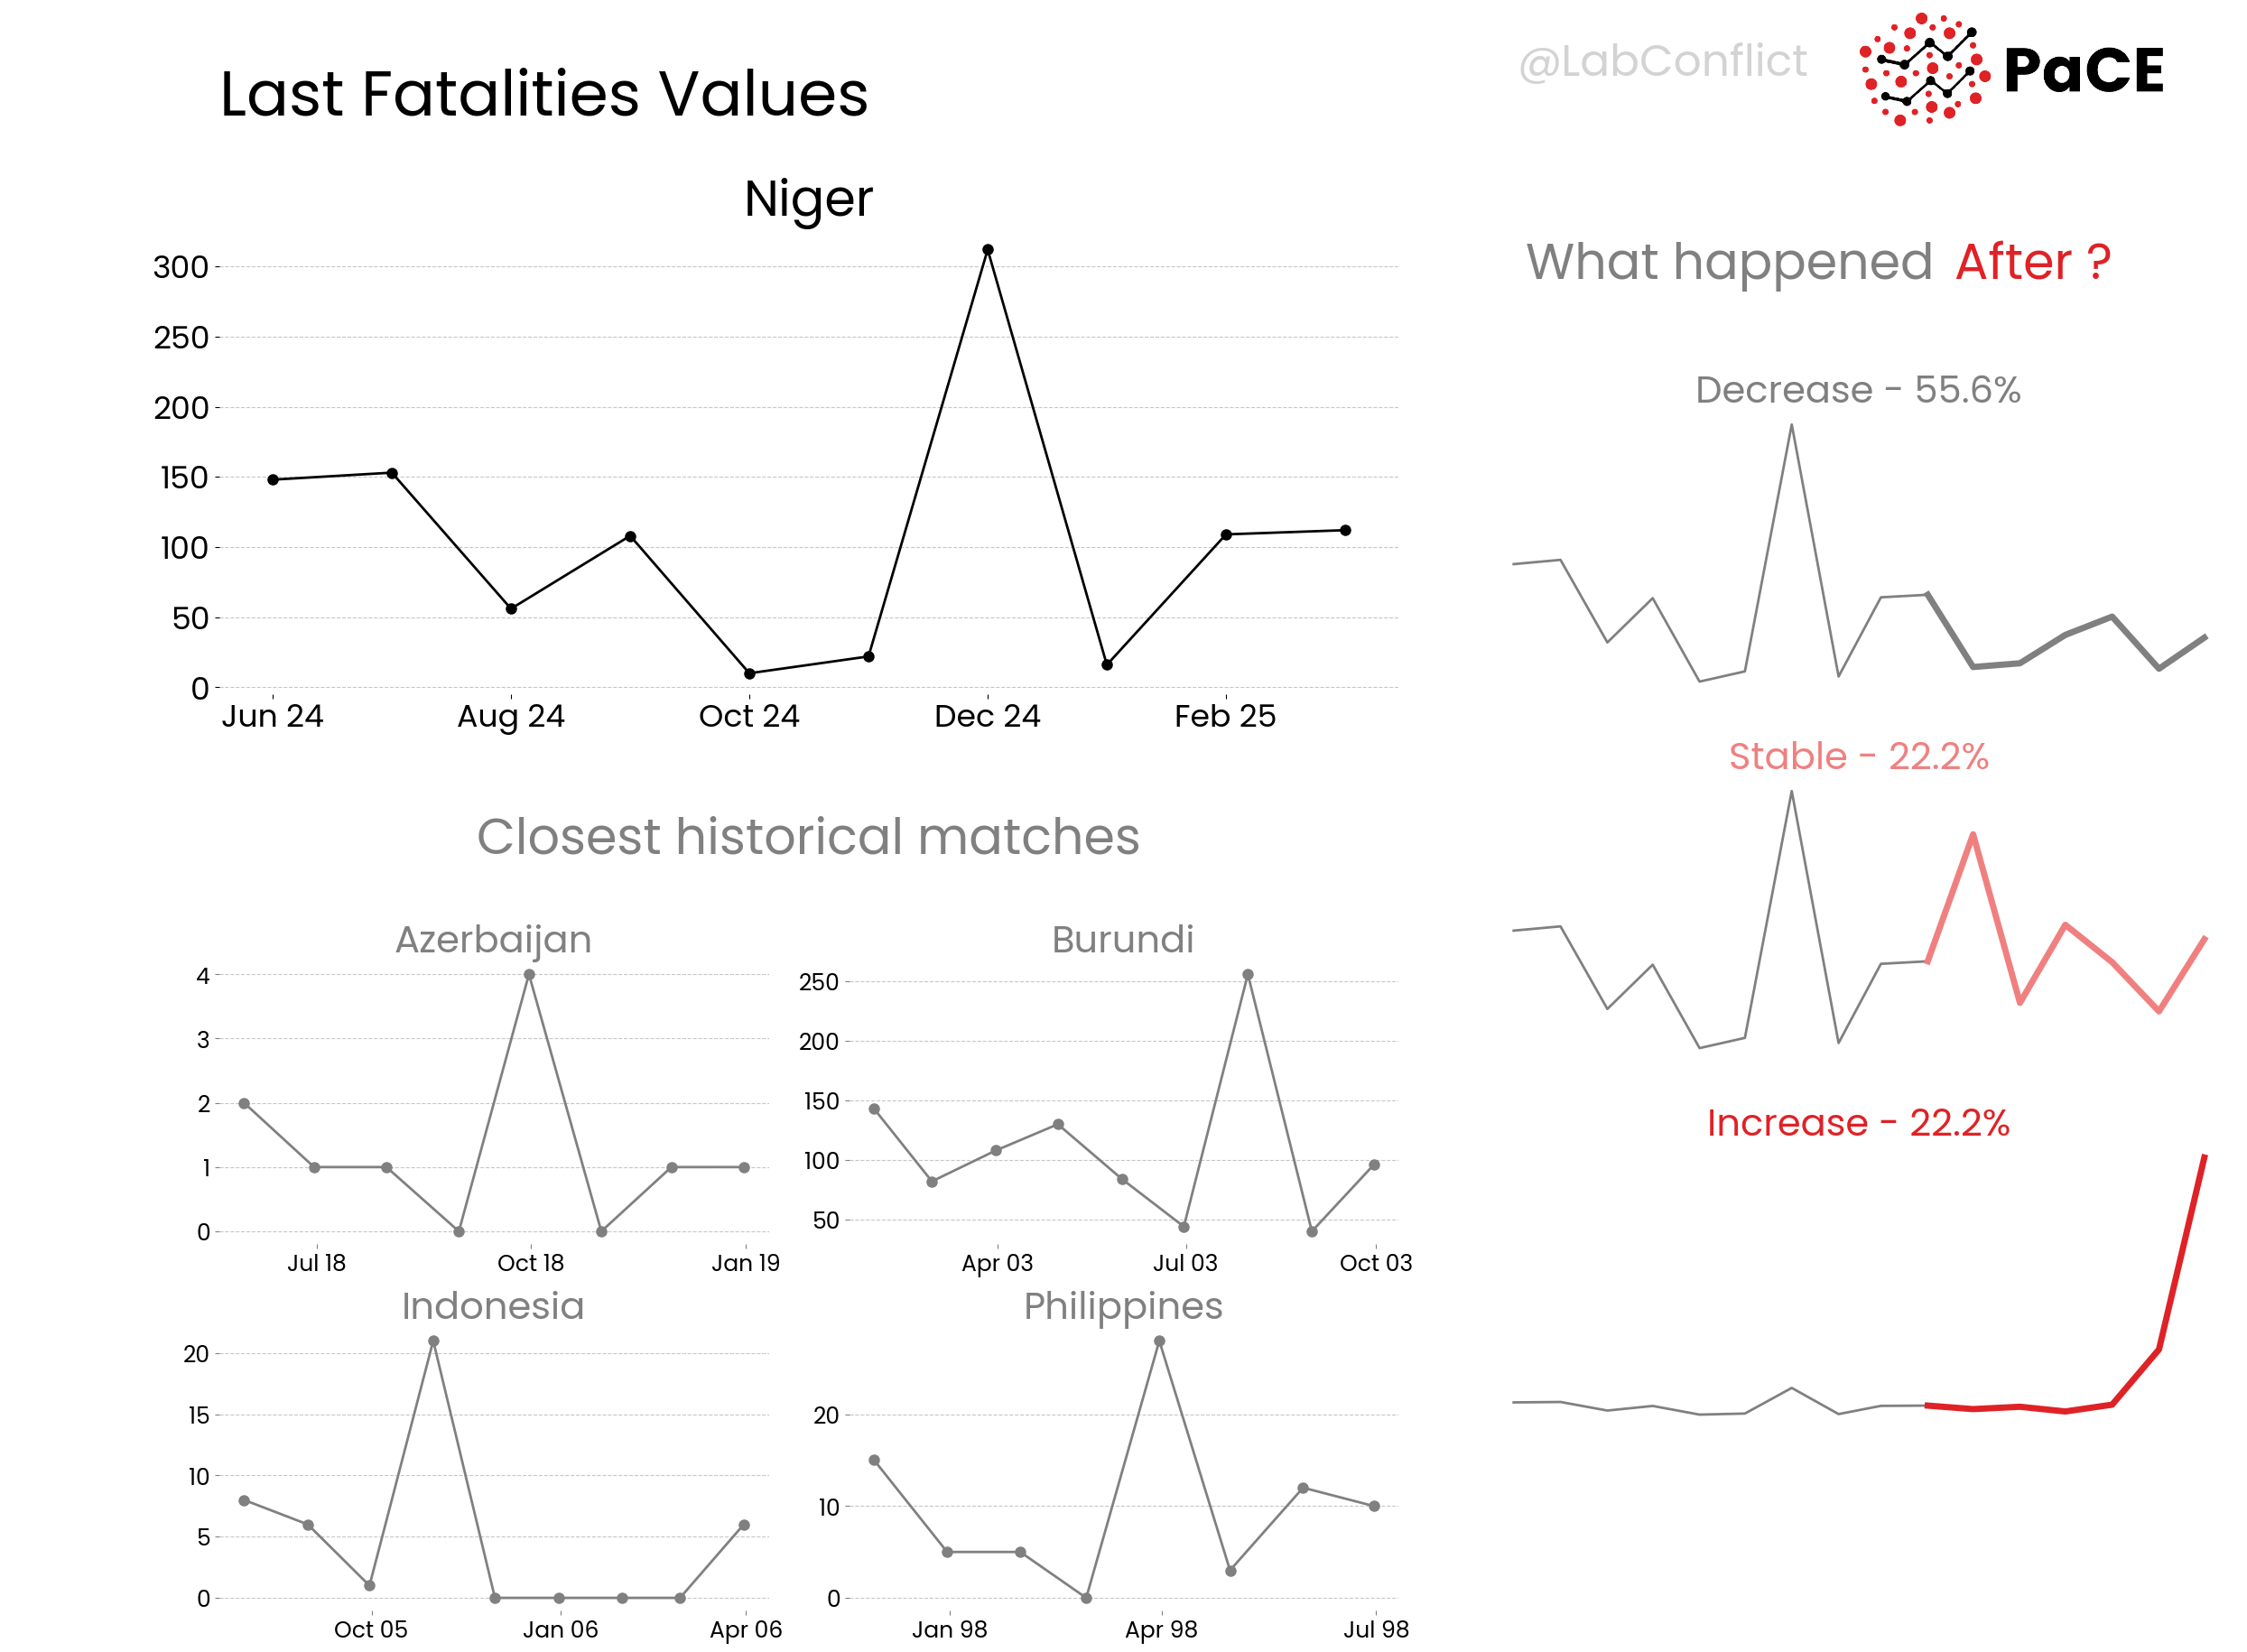 @LabConflict
PaCE
Last Fatalities Values
Niger
300
250
200
150
100
50
0
Jun 24 Aug 24 Oct 24 Dec 24 Feb 25
What happened After ?
Decrease - 55.6%
Stable - 22.2%
Increase - 22.2%
Closest historical matches
Azerbaijan
4
3
2
1
0
Jul 18 Oct 18 Jan 19
Burundi
250
200
150
100
50
Apr 03 Jul 03 Oct 03
Indonesia
20
15
10
5
0
Oct 05 Jan 06 Apr 06
Philippines
20
10
0
Jan 98 Apr 98 Jul 98